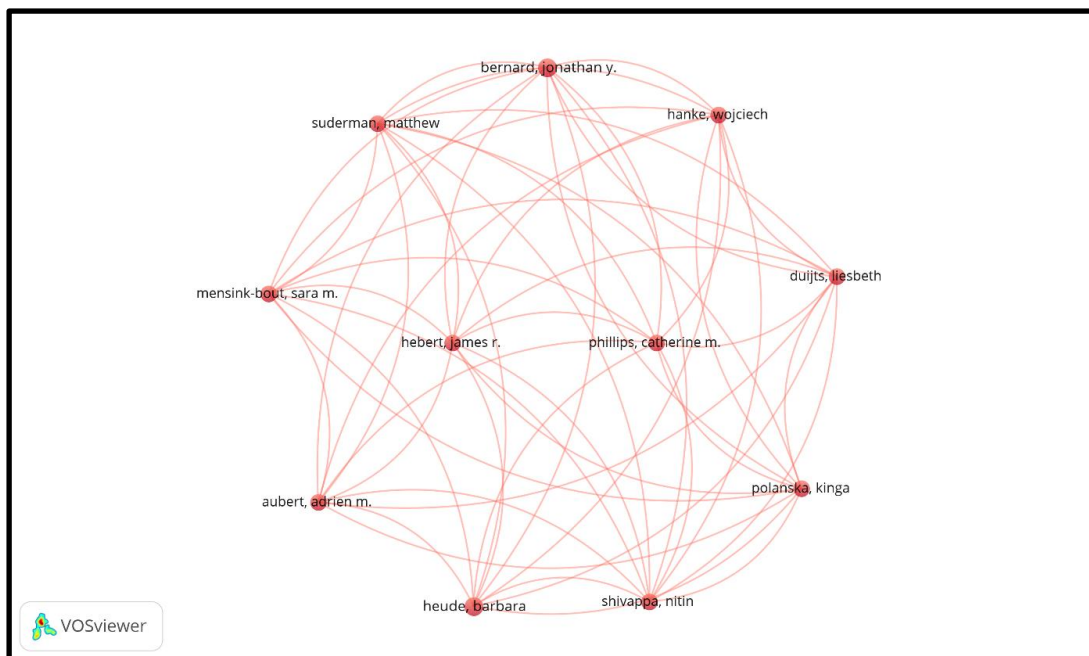 bernard, jonathan y.
hanke, wojciech
suderman, matthew
duijts, liesbeth
mensink-bout, sara m.
hebert, james r.
phillips, catherine m.
polanska, kinga
aubert, adrien m.
heude, barbara
shivappa, nitin
VOSviewer